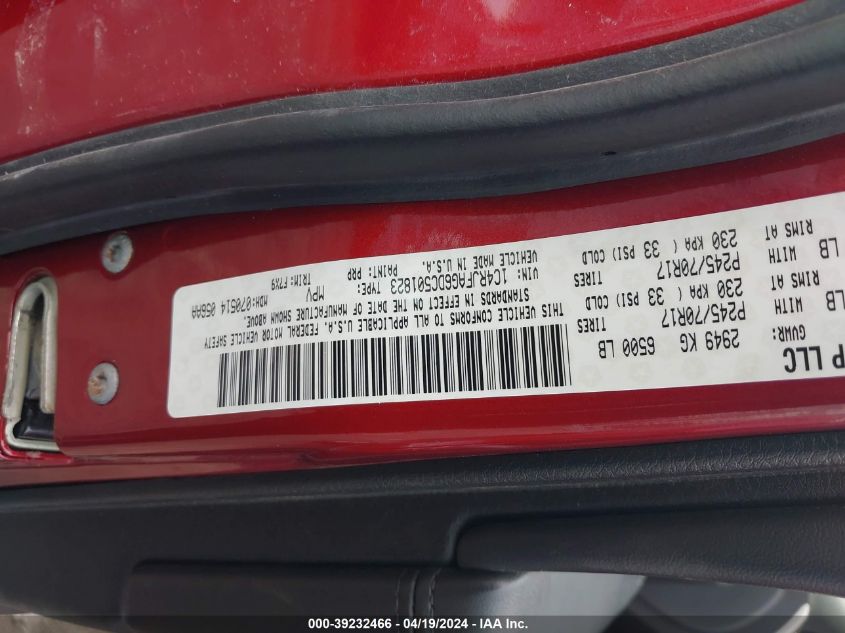 P LLC
GVWR: 2949 KG 6500 LB
WITH TIRES
P245/70R17
RIMS AT 230 KPA ( 33 PSI) COLD
LB WITH TIRES
P245/70R17
RIMS AT 230 KPA ( 33 PSI) COLD
LB
THIS VEHICLE CONFORMS TO ALL APPLICABLE U.S.A. FEDERAL MOTOR VEHICLE SAFETY
STANDARDS IN EFFECT ON THE DATE OF MANUFACTURE SHOWN ABOVE.
VIN: 1C4RJFAG6DC501823 TYPE: MPV MDH: 070514 056AA
VEHICLE MADE IN U.S.A. PAINT: PRP TRIM: F7X9
000-39232466 - 04/19/2024 - IAA Inc.